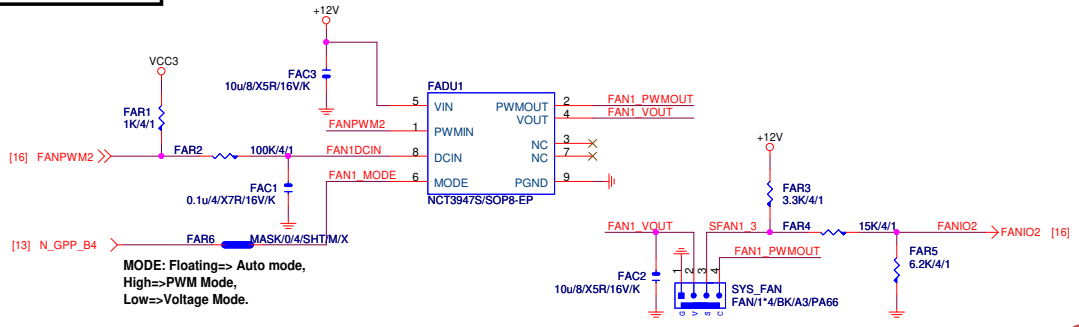 +12V
VCC3
FAC3
10u/8/X5R/16V/K
FADU1
FAR1
1K/4/1
5 VIN PWMOUT 2 FAN1_PWMOUT
VOUT 4 FAN1_VOUT
FANPWM2 1 PWMIN
NC 3
+12V
[16] FANPWM2 FAR2 100K/4/1 FAN1DCIN 8 DCIN NC 7
FAC1
0.1u/4/X7R/16V/K
FAN1_MODE 6 MODE PGND 9
NCT3947S/SOP8-EP
FAR3
3.3K/4/1
FAN1_VOUT SFAN1_3 FAR4 15K/4/1 FANIO2 FANIO2 [16]
[13] N_GPP_B4 FAR6 MASK/0/4/SHT/M/X
FAN1_PWMOUT
FAR5
6.2K/4/1
MODE: Floating=> Auto mode,
High=>PWM Mode,
Low=>Voltage Mode.
FAC2
10u/8/X5R/16V/K
1 2 3 4
G V S C
SYS_FAN
FAN/1*4/BK/A3/PA66